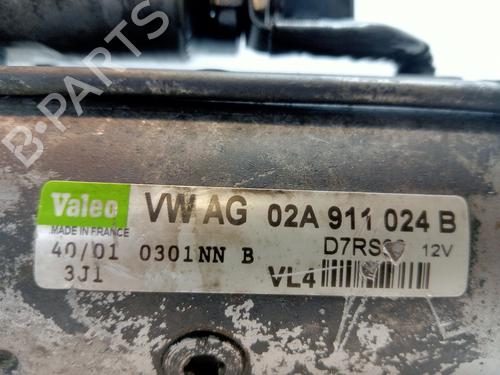 B-PARTS
Valeo VW AG 02A 911 024 B
MADE IN FRANCE
D7RS 12V
40/01 0301NN B
3J1 VL4